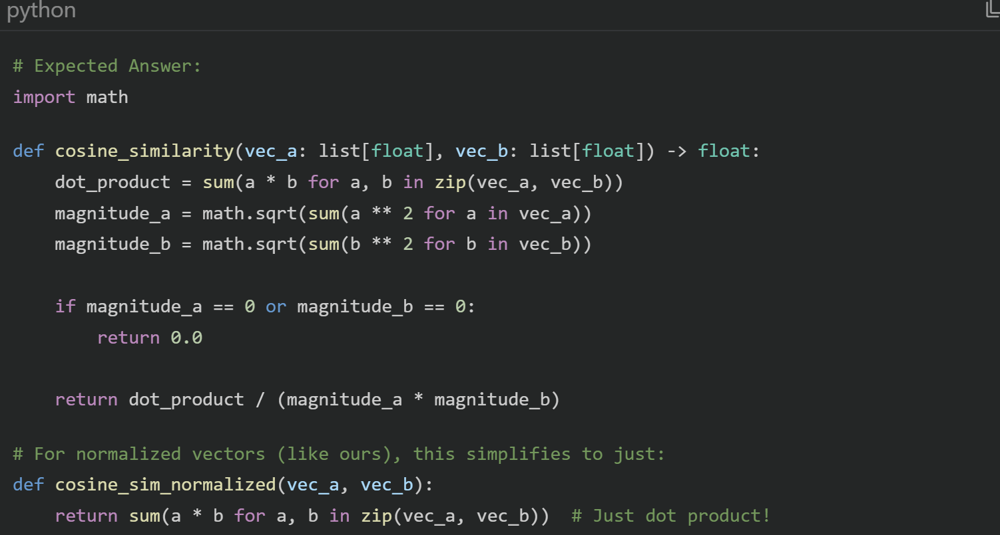 python
# Expected Answer:
import math
def cosine_similarity(vec_a: list[float], vec_b: list[float]) -> float:
    dot_product = sum(a * b for a, b in zip(vec_a, vec_b))
    magnitude_a = math.sqrt(sum(a ** 2 for a in vec_a))
    magnitude_b = math.sqrt(sum(b ** 2 for b in vec_b))
    if magnitude_a == 0 or magnitude_b == 0:
        return 0.0
    return dot_product / (magnitude_a * magnitude_b)
# For normalized vectors (like ours), this simplifies to just:
def cosine_sim_normalized(vec_a, vec_b):
    return sum(a * b for a, b in zip(vec_a, vec_b))  # Just dot product!